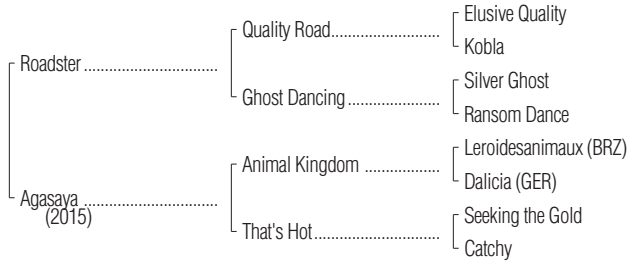 Elusive Quality
Quality Road
Kobla
Roadster
Silver Ghost
Ghost Dancing
Ransom Dance
Leroidesanimaux (BRZ)
Animal Kingdom
Dalicia (GER)
Agasaya
(2015)
Seeking the Gold
That's Hot
Catchy